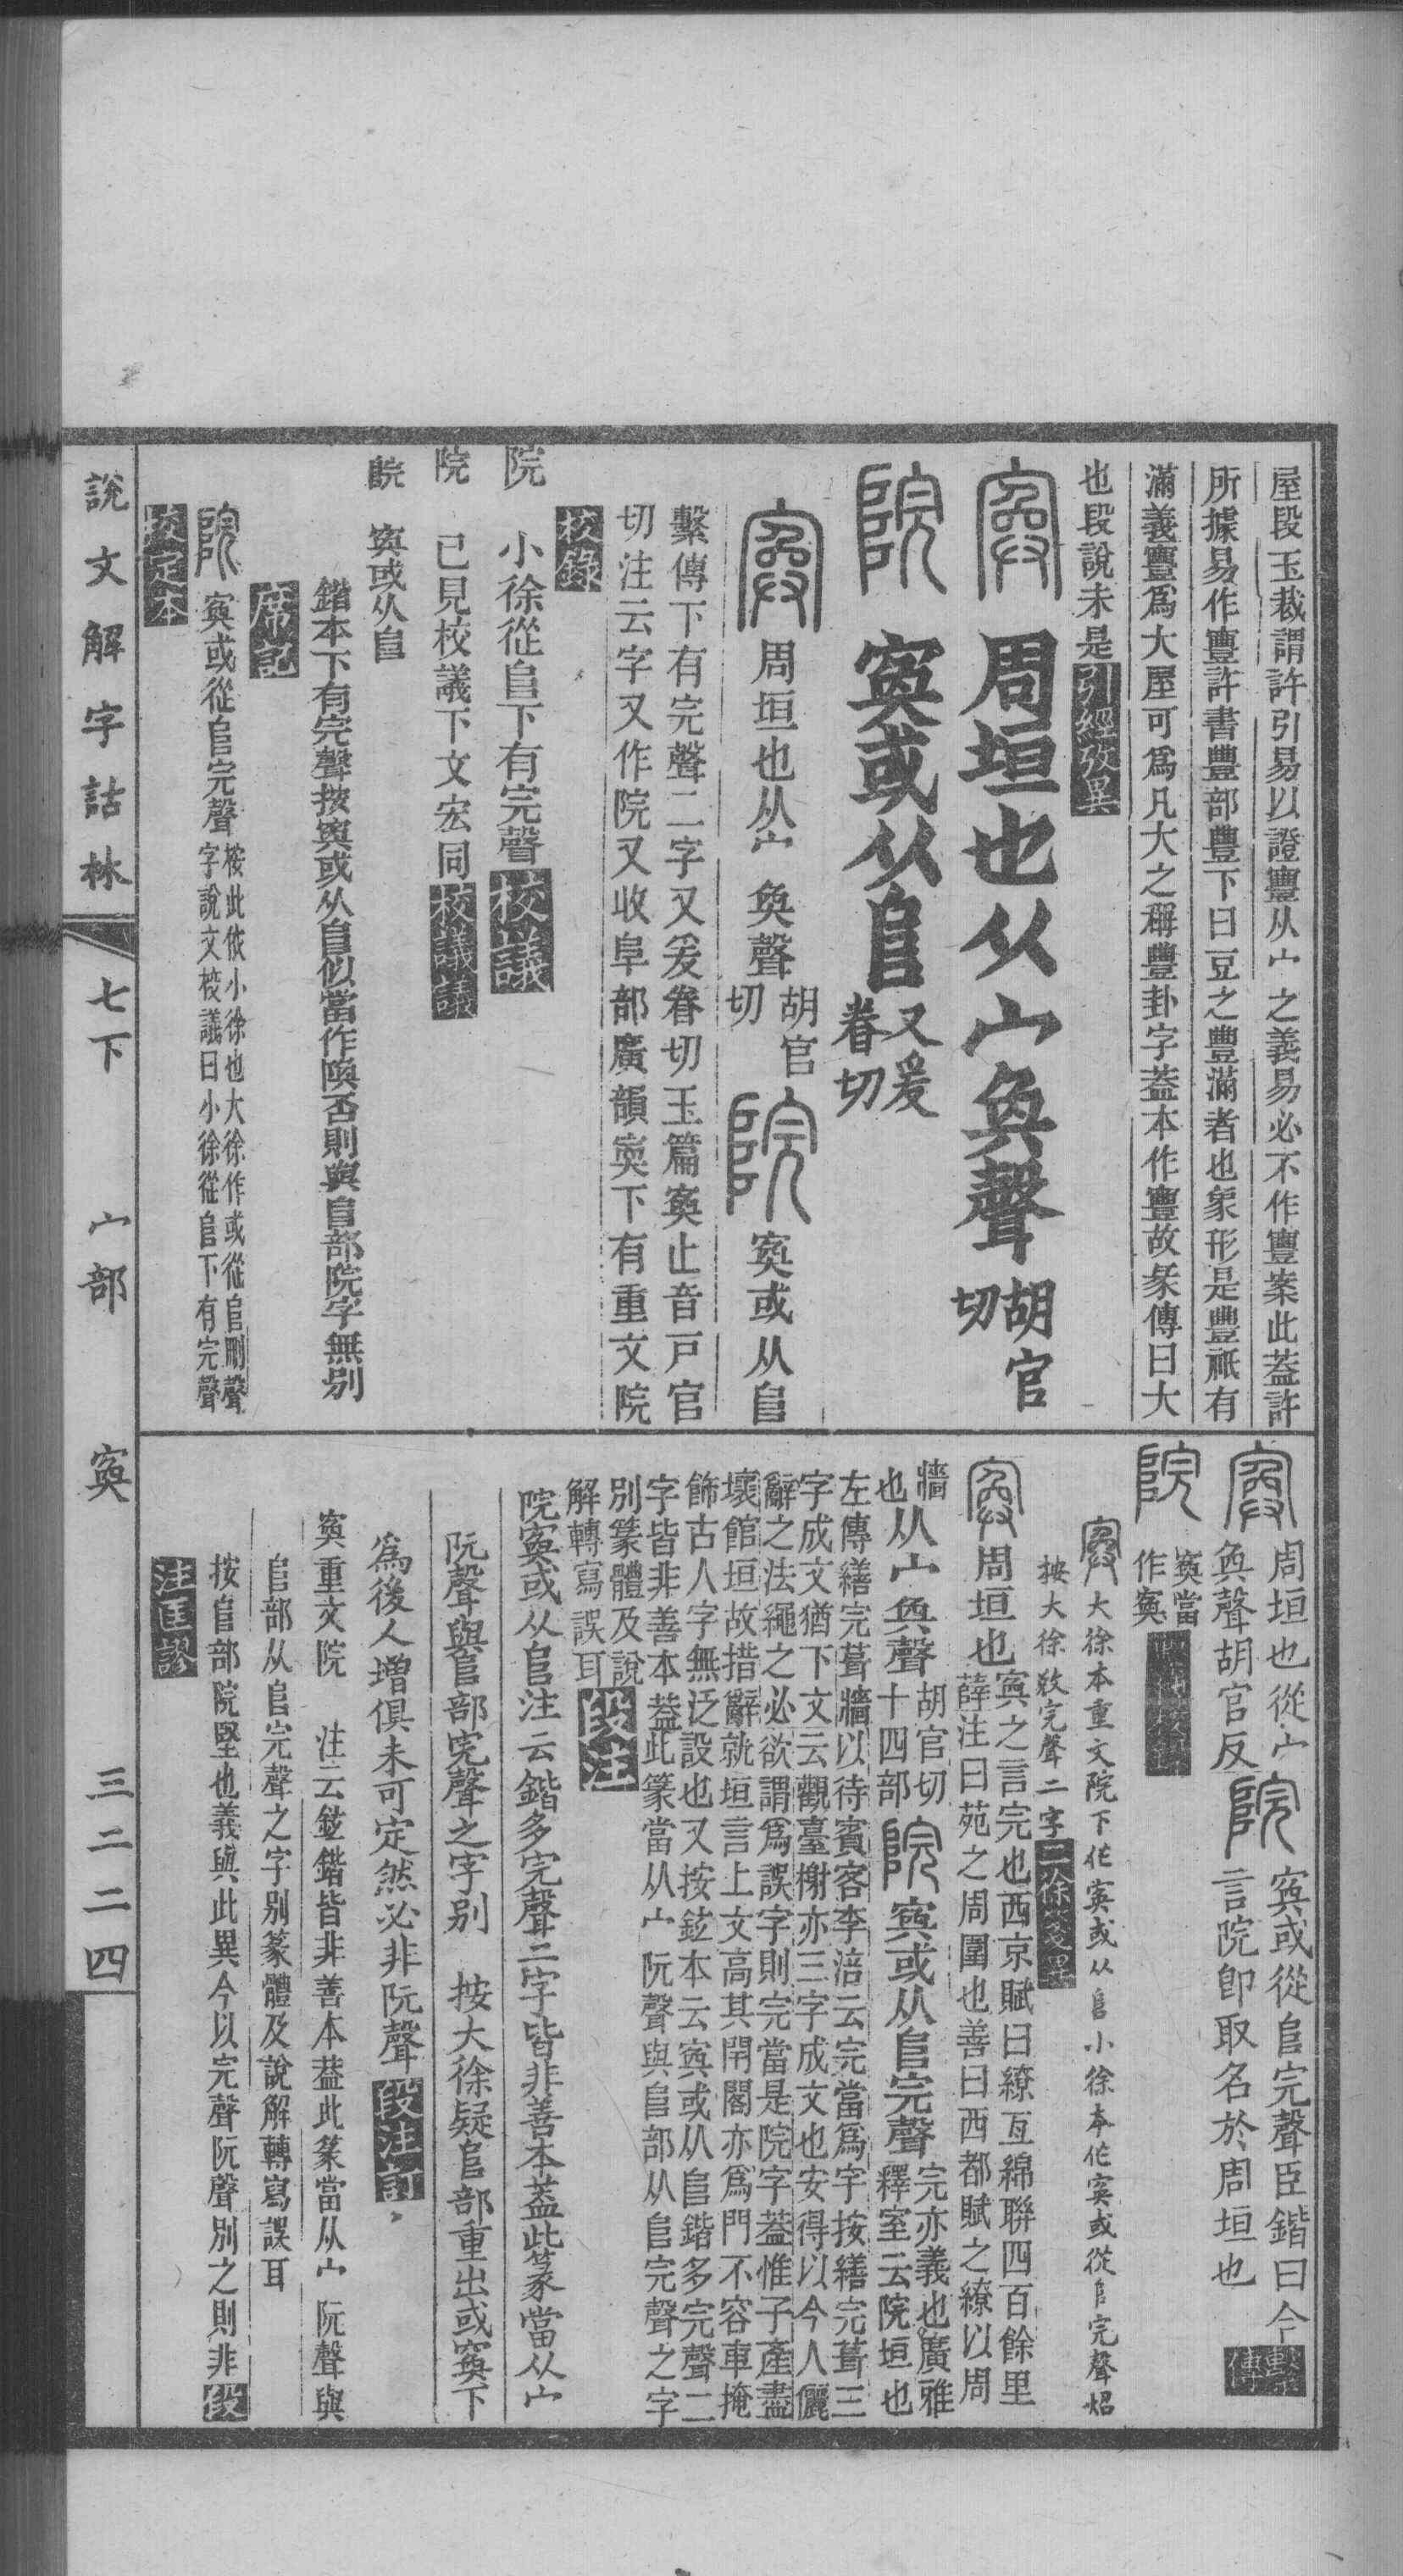 屋段玉裁謂許引易以證寷从宀之義易必不作寷案此蓋許
所據易作寷許書豐部豐下曰豆之豐滿者也象形是豐祇有
滿義寷爲大屋可爲凡大之稱豐卦字蓋本作寷故彖傳曰大
也段說未是引經攷異
周垣也从宀奐聲胡官切
院 寏或从𨸏又爰眷切
周垣也从宀奐聲胡官切 院 寏或从𨸏
繫傳下有完聲二字又爰眷切玉篇寏止音戸官
切注云字又作院又收阜部廣韻寏下有重文院
校錄
院 小徐從𨸏下有完聲校議
院 已見校議下文宏同校議議
院 寏或从𨸏
鍇本下有完聲按寏或从𨸏似當作隩否則與𨸏部院字無別
席記
院 寏或從𨸏完聲按此依小徐也大徐作或從𨸏刪聲字說文校議曰小徐從𨸏下有完聲
校定本
說文解字詁林 七下 宀部 寏 三二二四
周垣也從宀奐聲胡官反 院 寏或從𨸏完聲臣鍇曰今言院卽取名於周垣也繫傳
院 寏當作寏
大徐本重文院下作寏或从𨸏小徐本作寏或從𨸏完聲炤
按大徐敚完聲二字二徐箋異
周垣也寏之言完也西京賦曰繚亙綿聯四百餘里薛注曰苑之周圍也善曰西都賦之繚以周
牆也从宀奐聲胡官切十四部 院 寏或从𨸏完聲完亦義也廣雅釋室云院垣也
左傳繕完葺牆以待賓客李涪云完當爲宇按繕完葺三
字成文猶下文云觀臺榭亦三字成文也安得以今人儷
辭之法繩之必欲謂爲誤字則完當是院字葢惟子產盡
壞館垣故措辭就垣言上文高其閈閎亦爲門不容車掩
飾古人字無泛設也又按鉉本云寏或从𨸏鍇多完聲二
字皆非善本葢此篆當从宀阮聲與𨸏部从𨸏完聲之字
別篆體及說
解轉寫誤耳段注
院寏或从𨸏注云鍇多完聲二字皆非善本葢此篆當从宀
阮聲與𨸏部完聲之字別 按大徐疑𨸏部重出或寏下
爲後人增俱未可定然必非阮聲段注訂
寏重文院 注云鉉鍇皆非善本葢此篆當从宀阮聲與
𨸏部从𨸏完聲之字別篆體及說解轉寫誤耳
按𨸏部院堅也義與此異今以完聲阮聲別之則非段
注匡謬